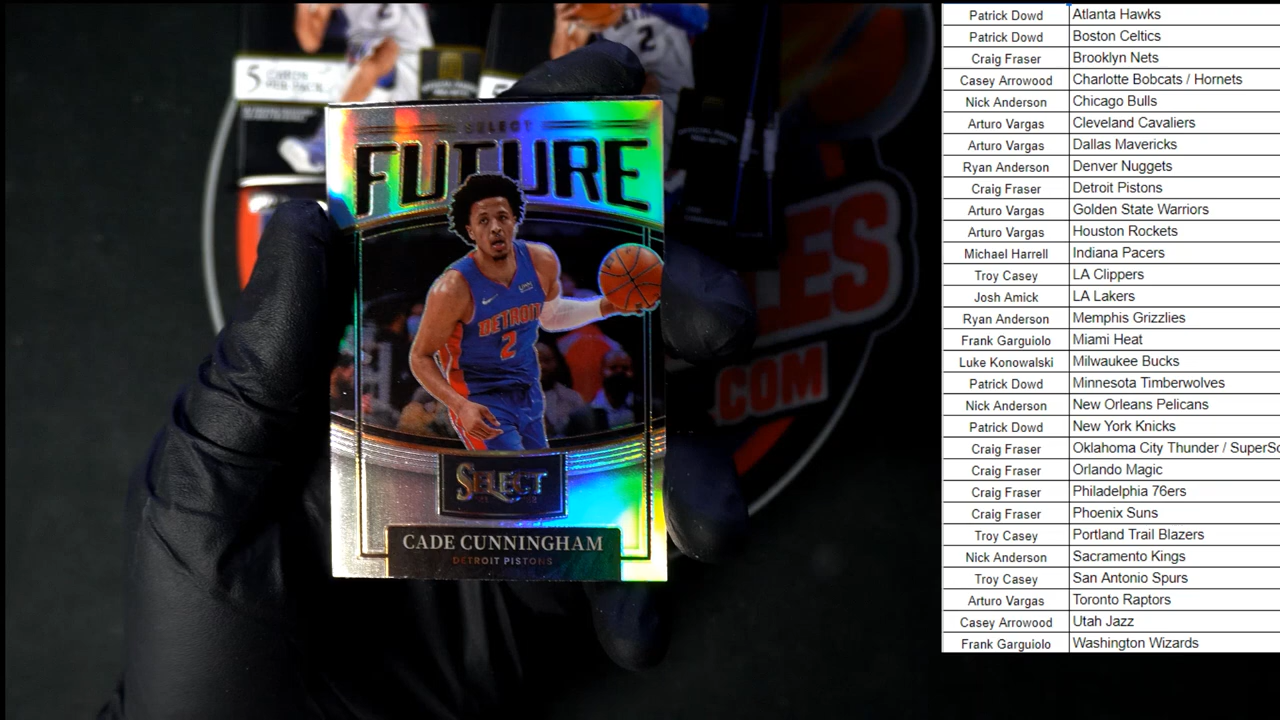 5 CARDS
PER PACK
2
SELECT
FUTURE
DETROIT
2
SELECT
CADE CUNNINGHAM
DETROIT PISTONS
LES
.COM
Patrick Dowd Atlanta Hawks
Patrick Dowd Boston Celtics
Craig Fraser Brooklyn Nets
Casey Arrowood Charlotte Bobcats / Hornets
Nick Anderson Chicago Bulls
Arturo Vargas Cleveland Cavaliers
Arturo Vargas Dallas Mavericks
Ryan Anderson Denver Nuggets
Craig Fraser Detroit Pistons
Arturo Vargas Golden State Warriors
Arturo Vargas Houston Rockets
Michael Harrell Indiana Pacers
Troy Casey LA Clippers
Josh Amick LA Lakers
Ryan Anderson Memphis Grizzlies
Frank Garguiolo Miami Heat
Luke Konowalski Milwaukee Bucks
Patrick Dowd Minnesota Timberwolves
Nick Anderson New Orleans Pelicans
Patrick Dowd New York Knicks
Craig Fraser Oklahoma City Thunder / SuperSo
Craig Fraser Orlando Magic
Craig Fraser Philadelphia 76ers
Craig Fraser Phoenix Suns
Troy Casey Portland Trail Blazers
Nick Anderson Sacramento Kings
Troy Casey San Antonio Spurs
Arturo Vargas Toronto Raptors
Casey Arrowood Utah Jazz
Frank Garguiolo Washington Wizards